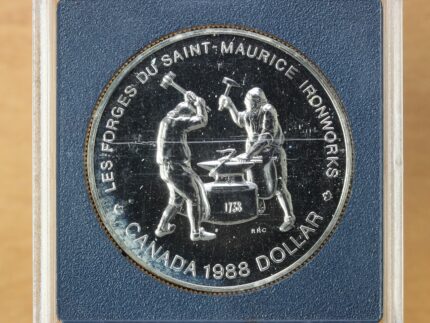 LES FORGES DU SAINT-MAURICE IRONWORKS
1738
RRC
CANADA 1988 DOLLAR